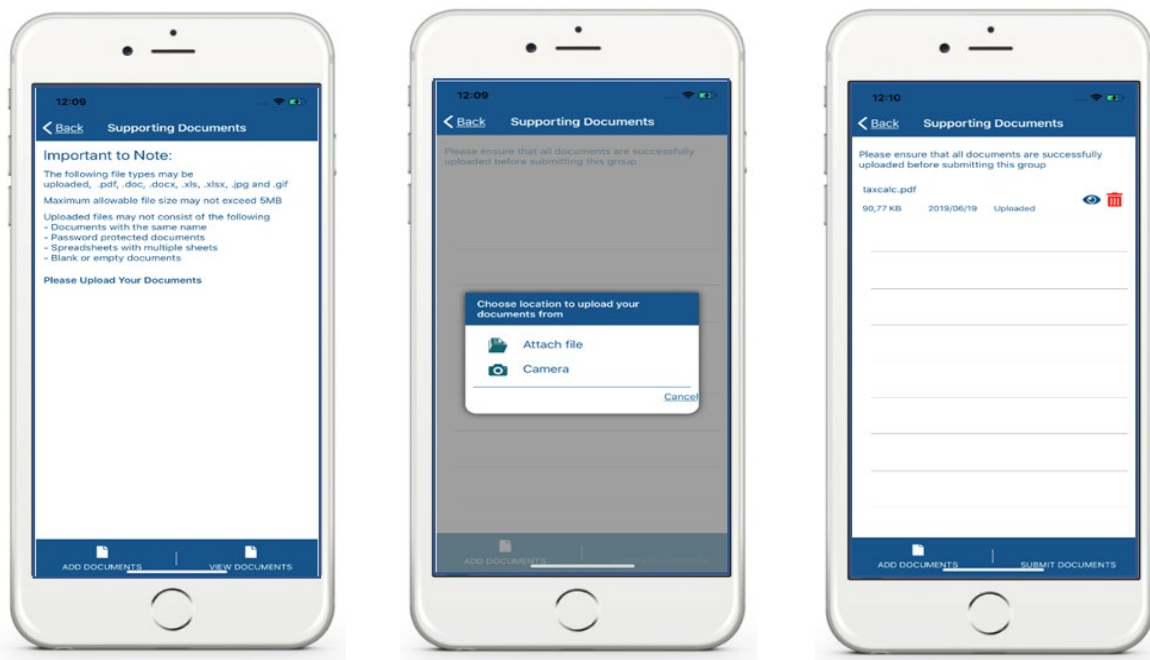 12:09
Back Supporting Documents
Important to Note:
The following file types may be
uploaded, .pdf, .doc, .docx, .xls, .xlsx, .jpg and .gif
Maximum allowable file size may not exceed 5MB
Uploaded files may not consist of the following
- Documents with the same name
- Password protected documents
- Spreadsheets with multiple sheets
- Blank or empty documents
Please Upload Your Documents
ADD DOCUMENTS VIEW DOCUMENTS
12:09
Back Supporting Documents
Please ensure that all documents are successfully
uploaded before submitting this group
Choose location to upload your
documents from
Attach file
Camera
Cancel
ADD DOCUMENTS
12:10
Back Supporting Documents
Please ensure that all documents are successfully
uploaded before submitting this group
taxcalc.pdf
90,77 KB 2019/06/19 Uploaded
ADD DOCUMENTS SUBMIT DOCUMENTS